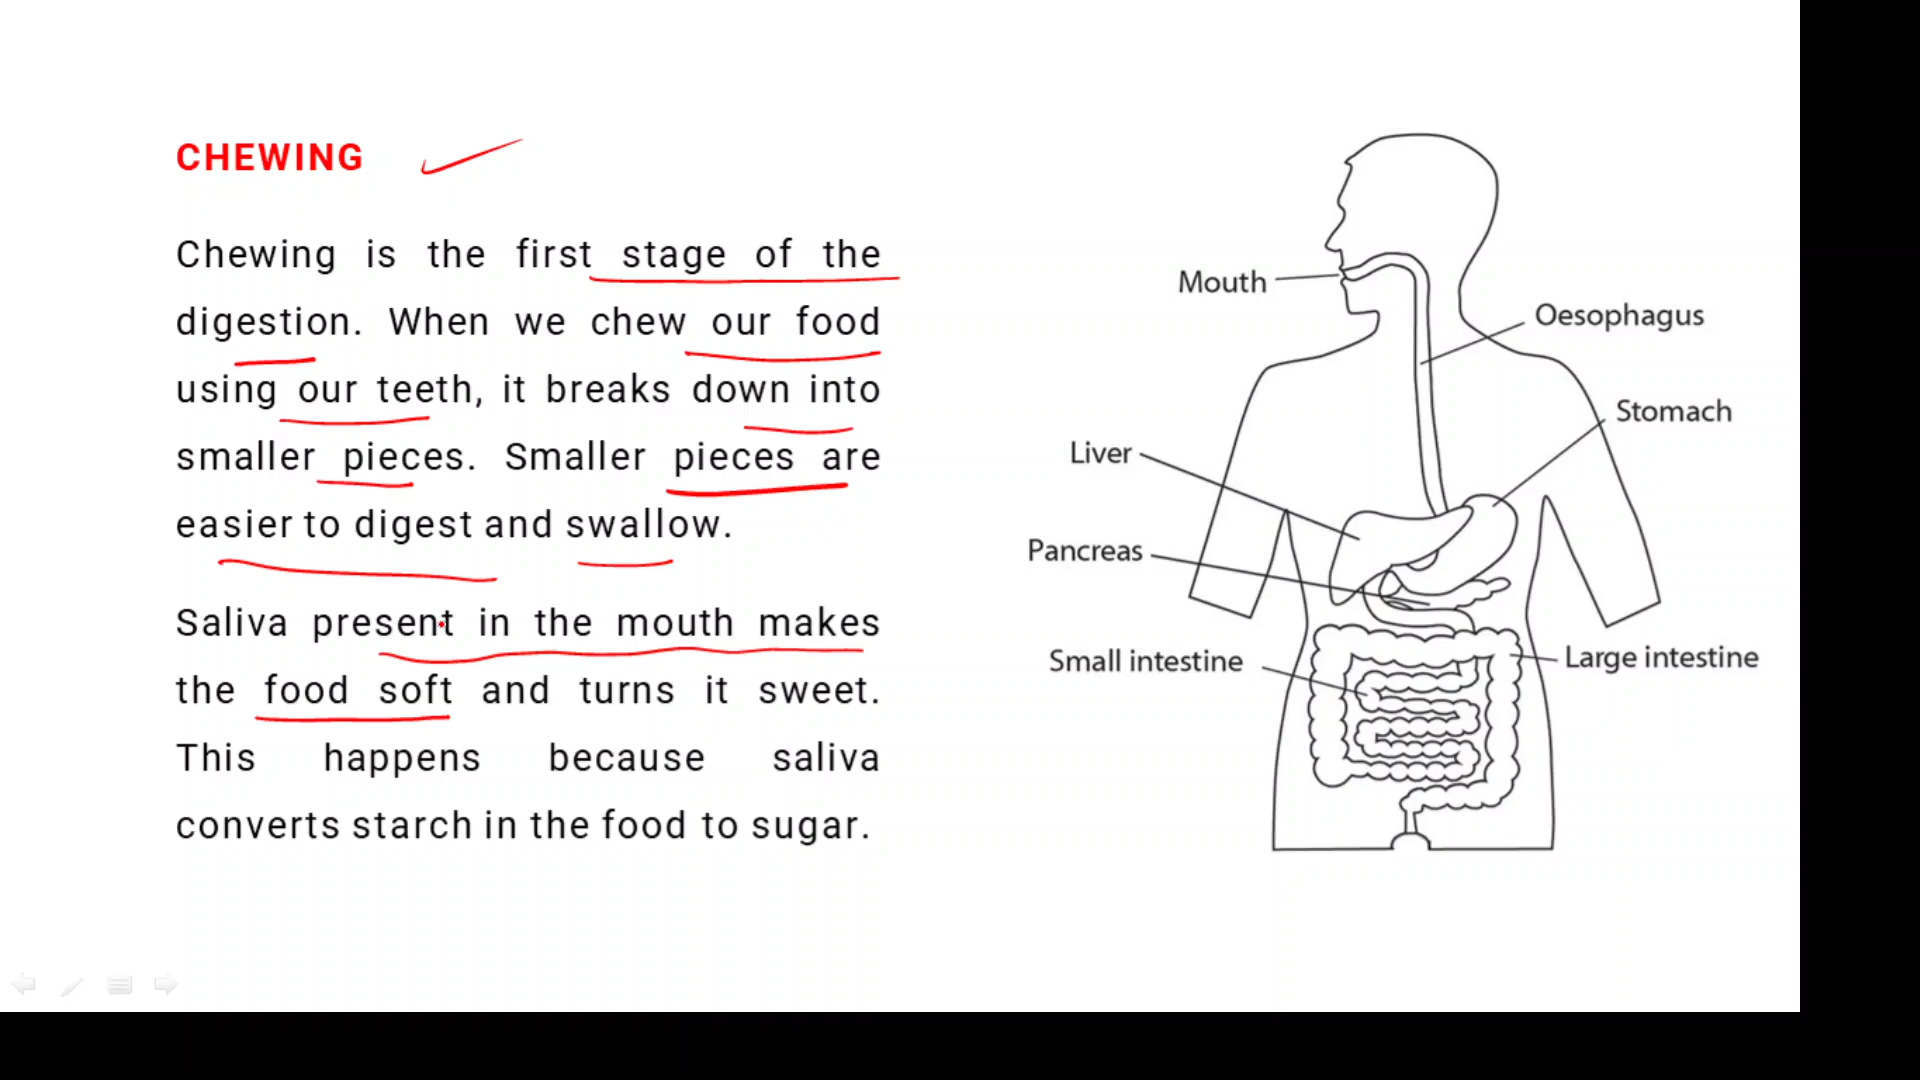 CHEWING
Chewing is the first stage of the
digestion. When we chew our food
using our teeth, it breaks down into
smaller pieces. Smaller pieces are
easier to digest and swallow.
Saliva present in the mouth makes
the food soft and turns it sweet.
This happens because saliva
converts starch in the food to sugar.
Mouth
Oesophagus
Stomach
Liver
Pancreas
Small intestine
Large intestine